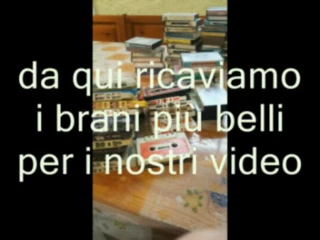 da qui ricaviamo
i brani più belli
per i nostri video